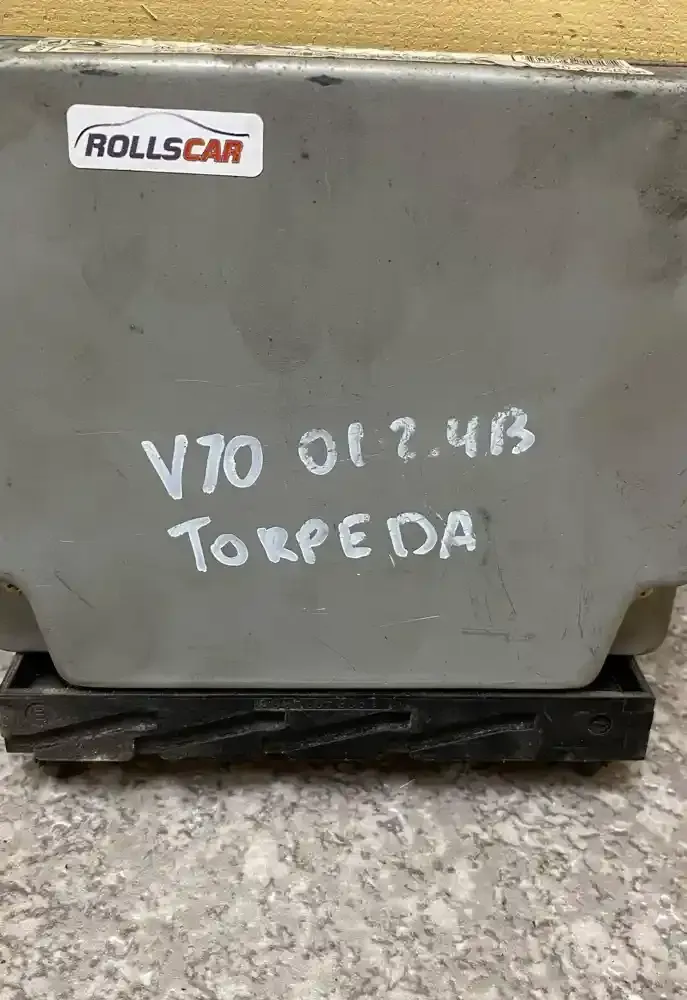 ROLLSCAR
V70 01 2.4B
TORPEDA